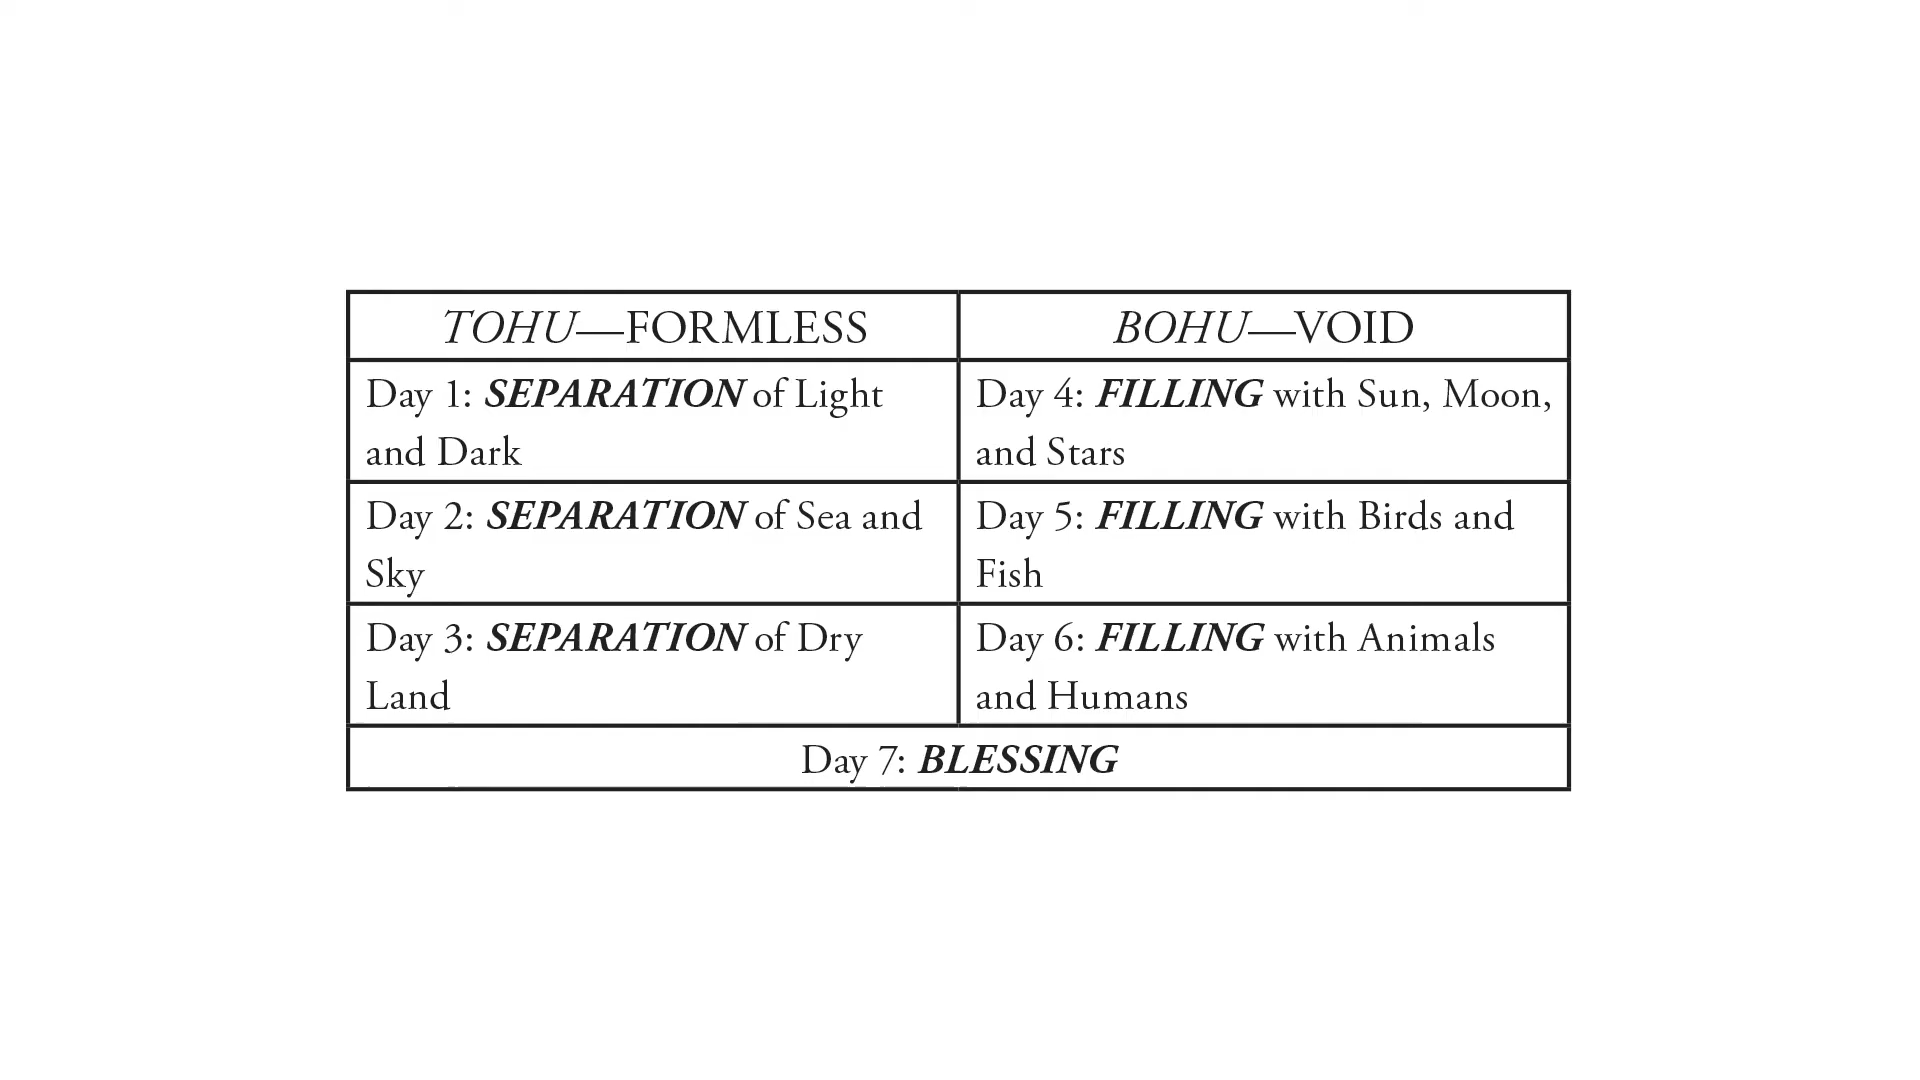 TOHU—FORMLESS
BOHU—VOID
Day 1: SEPARATION of Light
and Dark
Day 4: FILLING with Sun, Moon,
and Stars
Day 2: SEPARATION of Sea and
Sky
Day 5: FILLING with Birds and
Fish
Day 3: SEPARATION of Dry
Land
Day 6: FILLING with Animals
and Humans
Day 7: BLESSING